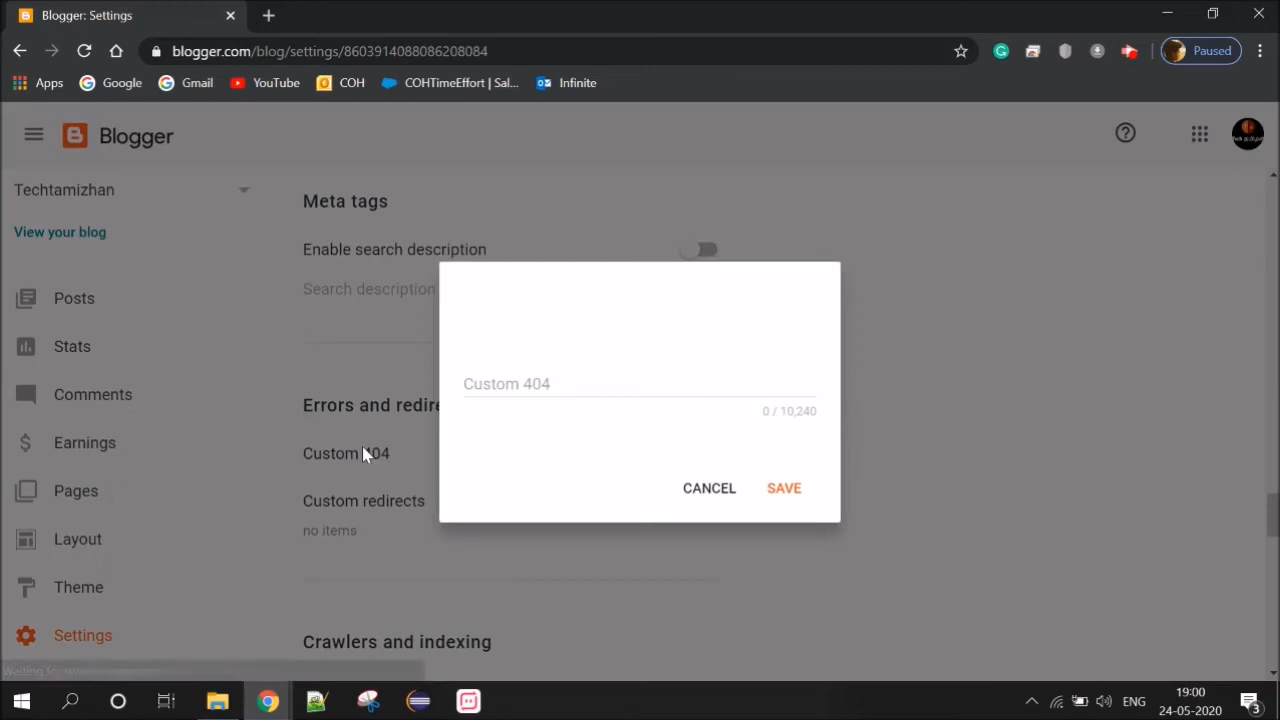 Blogger: Settings
blogger.com/blog/settings/8603914088086208084
Paused
Apps
Google
Gmail
YouTube
COH
COHTimeEffort | Sal...
Infinite
Blogger
Techtamizhan
View your blog
Posts
Stats
Comments
Earnings
Pages
Layout
Theme
Settings
Meta tags
Enable search description
Search description
Errors and redire
Custom 404
Custom redirects
no items
Crawlers and indexing
Custom 404
0 / 10,240
CANCEL
SAVE
ENG
19:00
24-05-2020
3